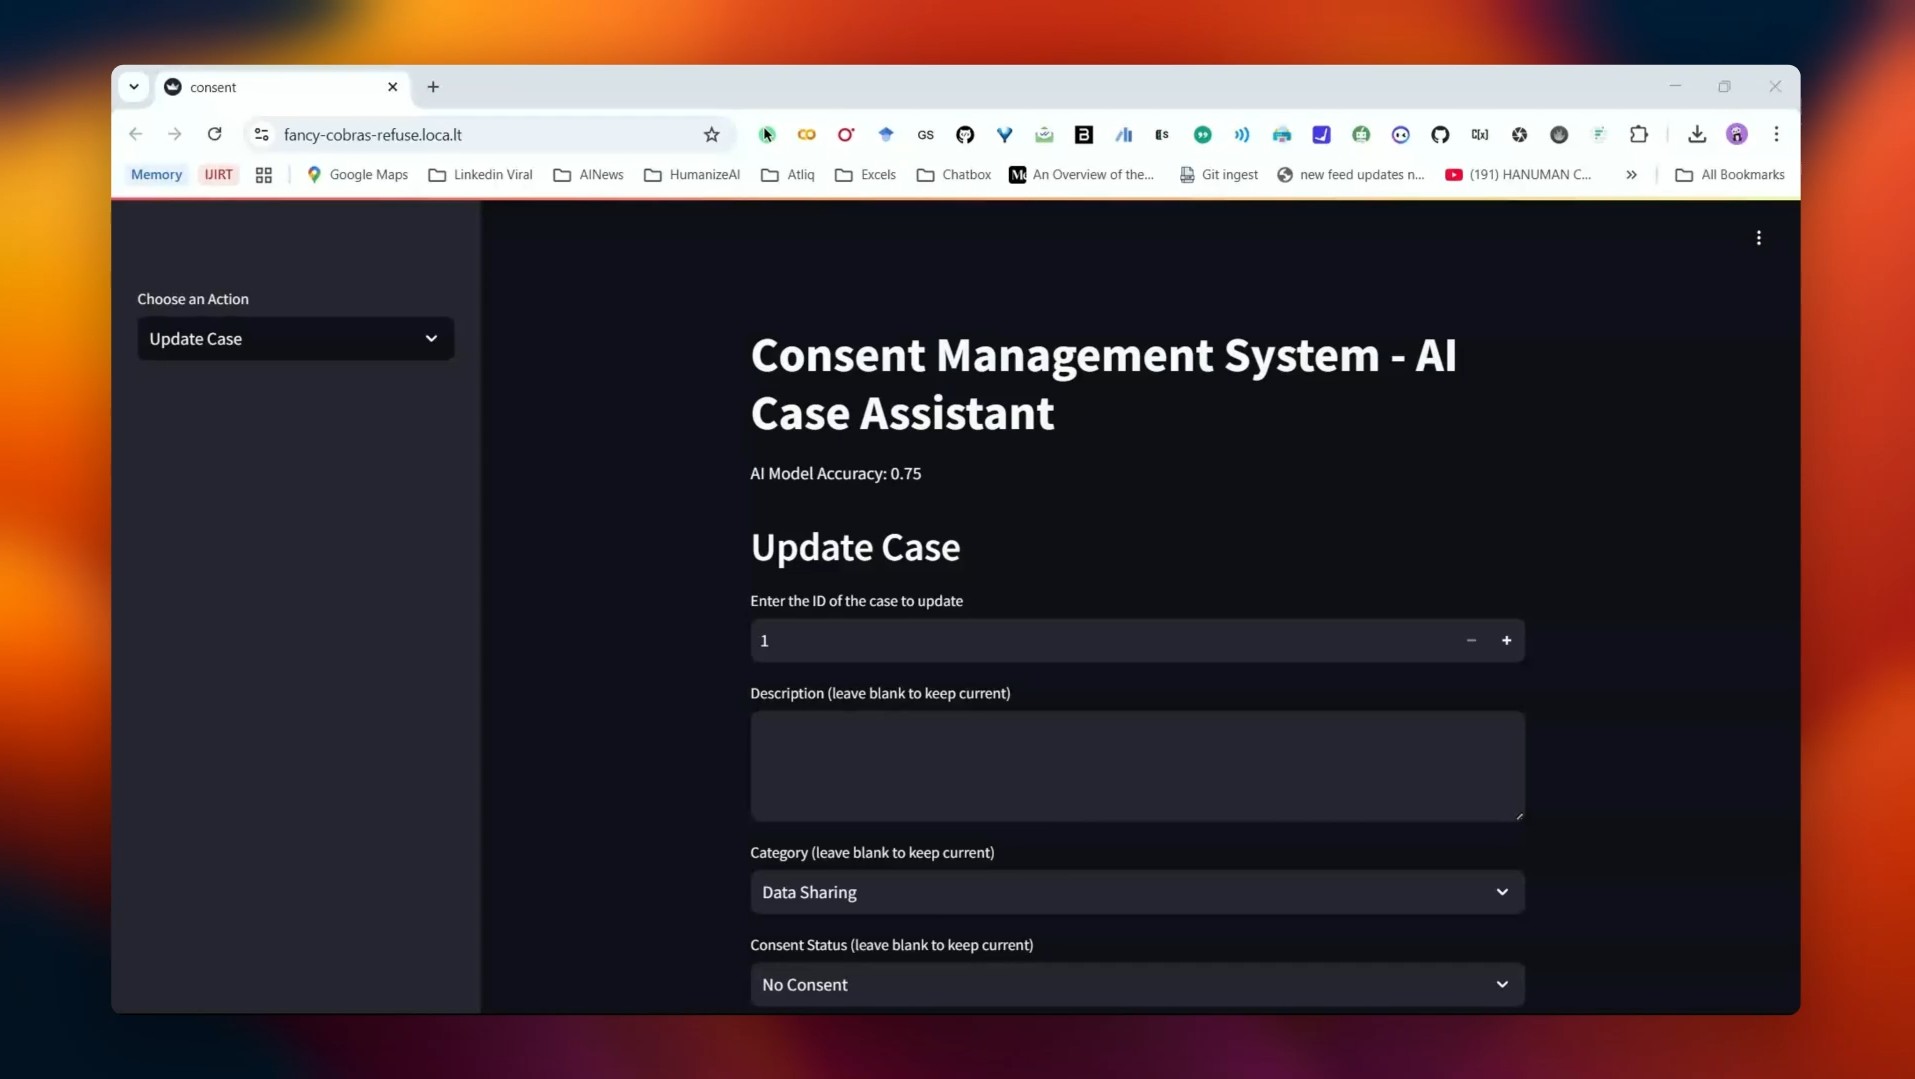 consent
fancy-cobras-refuse.loca.lt
GS
Memory
IJIRT
Google Maps
Linkedin Viral
AINews
HumanizeAI
Atliq
Excels
Chatbox
An Overview of the...
Git ingest
new feed updates n...
(191) HANUMAN C...
»
All Bookmarks
Choose an Action
Update Case
Consent Management System - AI
Case Assistant
AI Model Accuracy: 0.75
Update Case
Enter the ID of the case to update
1
Description (leave blank to keep current)
Category (leave blank to keep current)
Data Sharing
Consent Status (leave blank to keep current)
No Consent